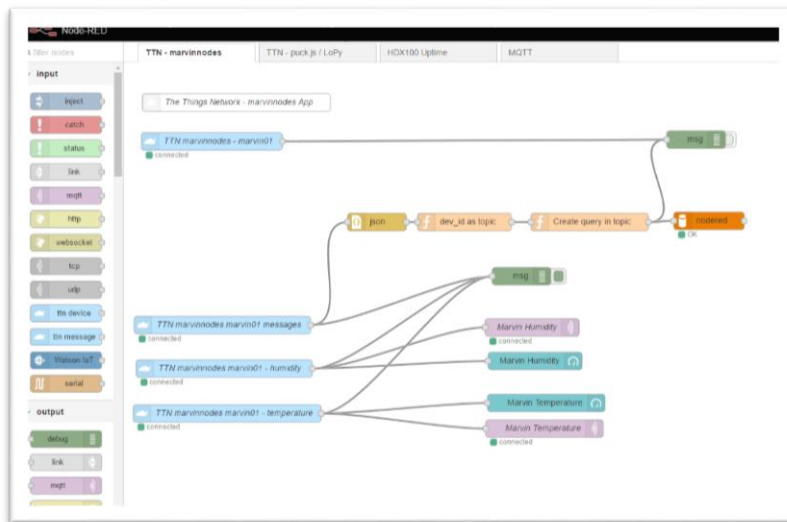 Node-RED
filter nodes
TTN - marvinnodes
TTN - puck.js / LoPy
HDX100 Uptime
MQTT
input
inject
catch
status
link
mqtt
http
websocket
tcp
udp
ttn device
ttn message
Watson IoT
serial
output
debug
link
mqtt
The Things Network - marvinnodes App
TTN marvinnodes - marvin01
connected
msg
json
dev_id as topic
Create query in topic
nodered
OK
msg
TTN marvinnodes marvin01 messages
connected
Marvin Humidity
connected
TTN marvinnodes marvin01 - humidity
connected
Marvin Humidity
Marvin Temperature
TTN marvinnodes marvin01 - temperature
connected
Marvin Temperature
connected